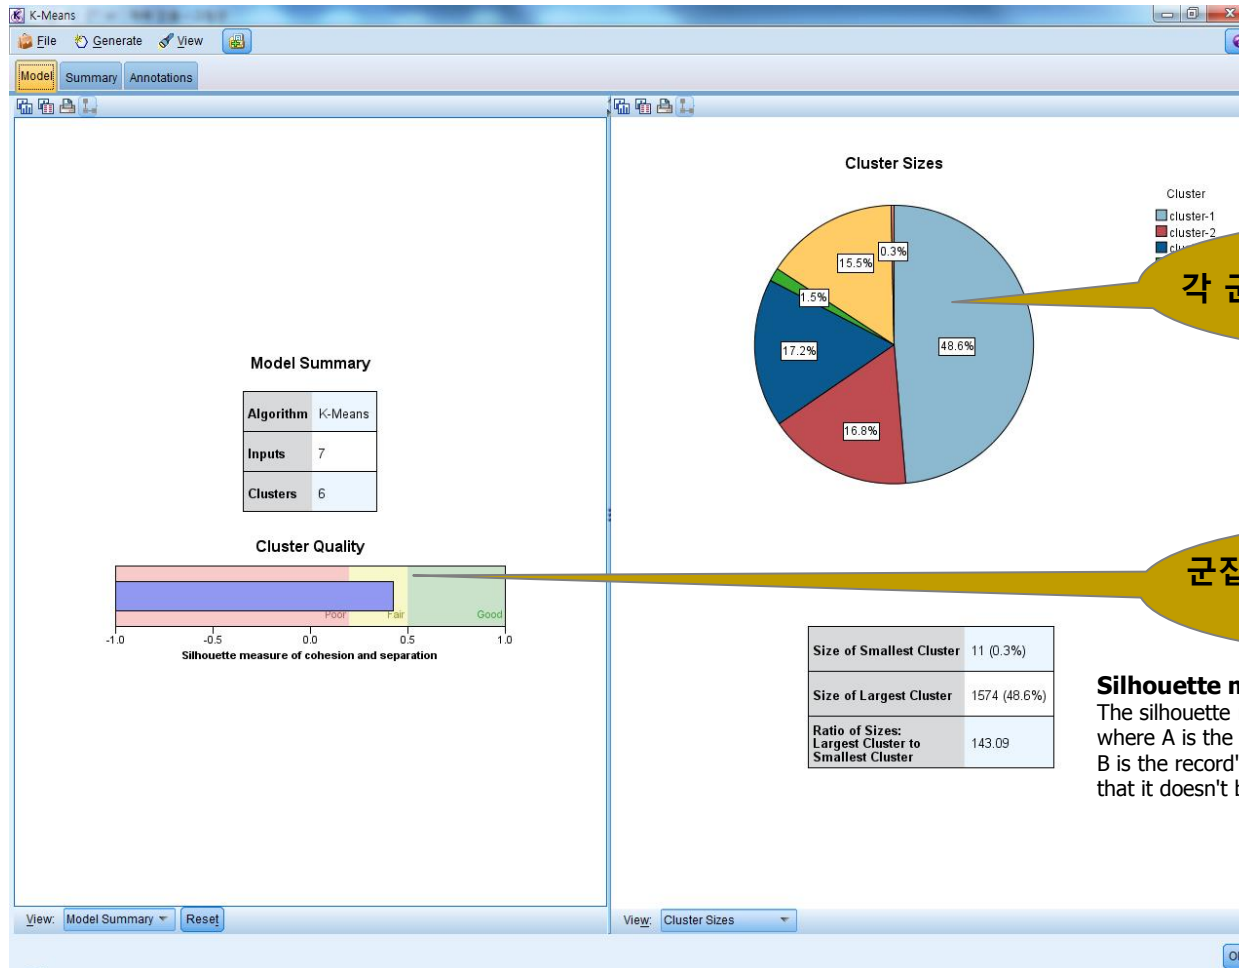 K-Means
File Generate View
Model Summary Annotations
Model Summary
Algorithm K-Means
Inputs 7
Clusters 6
Cluster Quality
Poor Fair Good
-1.0 -0.5 0.0 0.5 1.0
Silhouette measure of cohesion and separation
View: Model Summary Reset
Cluster Sizes
Cluster
cluster-1
cluster-2
15.5%
0.3%
1.5%
17.2%
48.6%
16.8%
각
군집
Size of Smallest Cluster 11 (0.3%)
Size of Largest Cluster 1574 (48.6%)
Ratio of Sizes:
Largest Cluster to
Smallest Cluster
143.09
Silhouette
The silhouette
where A is the
B is the record'
that it doesn't
View: Cluster Sizes